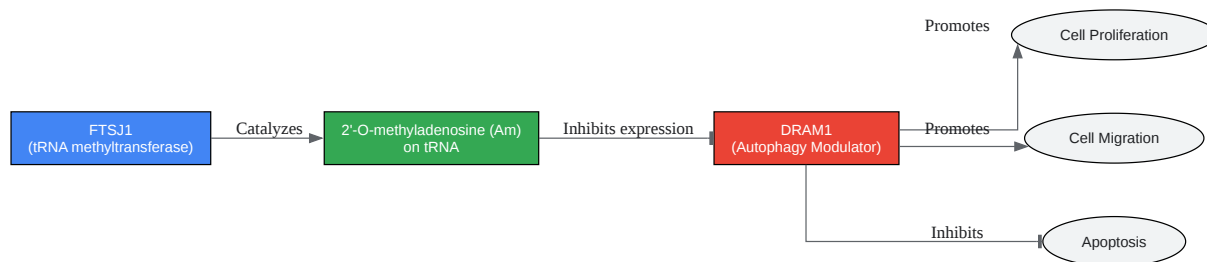 Promotes
Cell Proliferation
FTSJ1
(tRNA methyltransferase)
Catalyzes
2'-O-methyladenosine (Am)
on tRNA
Inhibits expression
DRAM1
(Autophagy Modulator)
Promotes
Cell Migration
Inhibits
Apoptosis